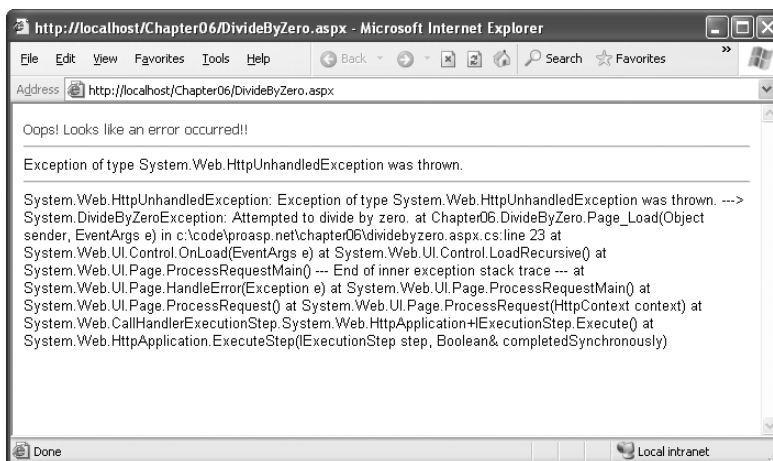 http://localhost/Chapter06/DivideByZero.aspx - Microsoft Internet Explorer
File Edit View Favorites Tools Help Back Search Favorites »
Address http://localhost/Chapter06/DivideByZero.aspx
Oops! Looks like an error occurred!!
Exception of type System.Web.HttpUnhandledException was thrown.
System.Web.HttpUnhandledException: Exception of type System.Web.HttpUnhandledException was thrown. --->
System.DivideByZeroException: Attempted to divide by zero. at Chapter06.DivideByZero.Page_Load(Object
sender, EventArgs e) in c:\code\proasp.net\chapter06\dividebyzero.aspx.cs:line 23 at
System.Web.UI.Control.OnLoad(EventArgs e) at System.Web.UI.Control.LoadRecursive() at
System.Web.UI.Page.ProcessRequestMain() --- End of inner exception stack trace --- at
System.Web.UI.Page.HandleError(Exception e) at System.Web.UI.Page.ProcessRequestMain() at
System.Web.UI.Page.ProcessRequest() at System.Web.UI.Page.ProcessRequest(HttpContext context) at
System.Web.CallHandlerExecutionStep.System.Web.HttpApplication+IExecutionStep.Execute() at
System.Web.HttpApplication.ExecuteStep(IExecutionStep step, Boolean& completedSynchronously)
Done Local intranet